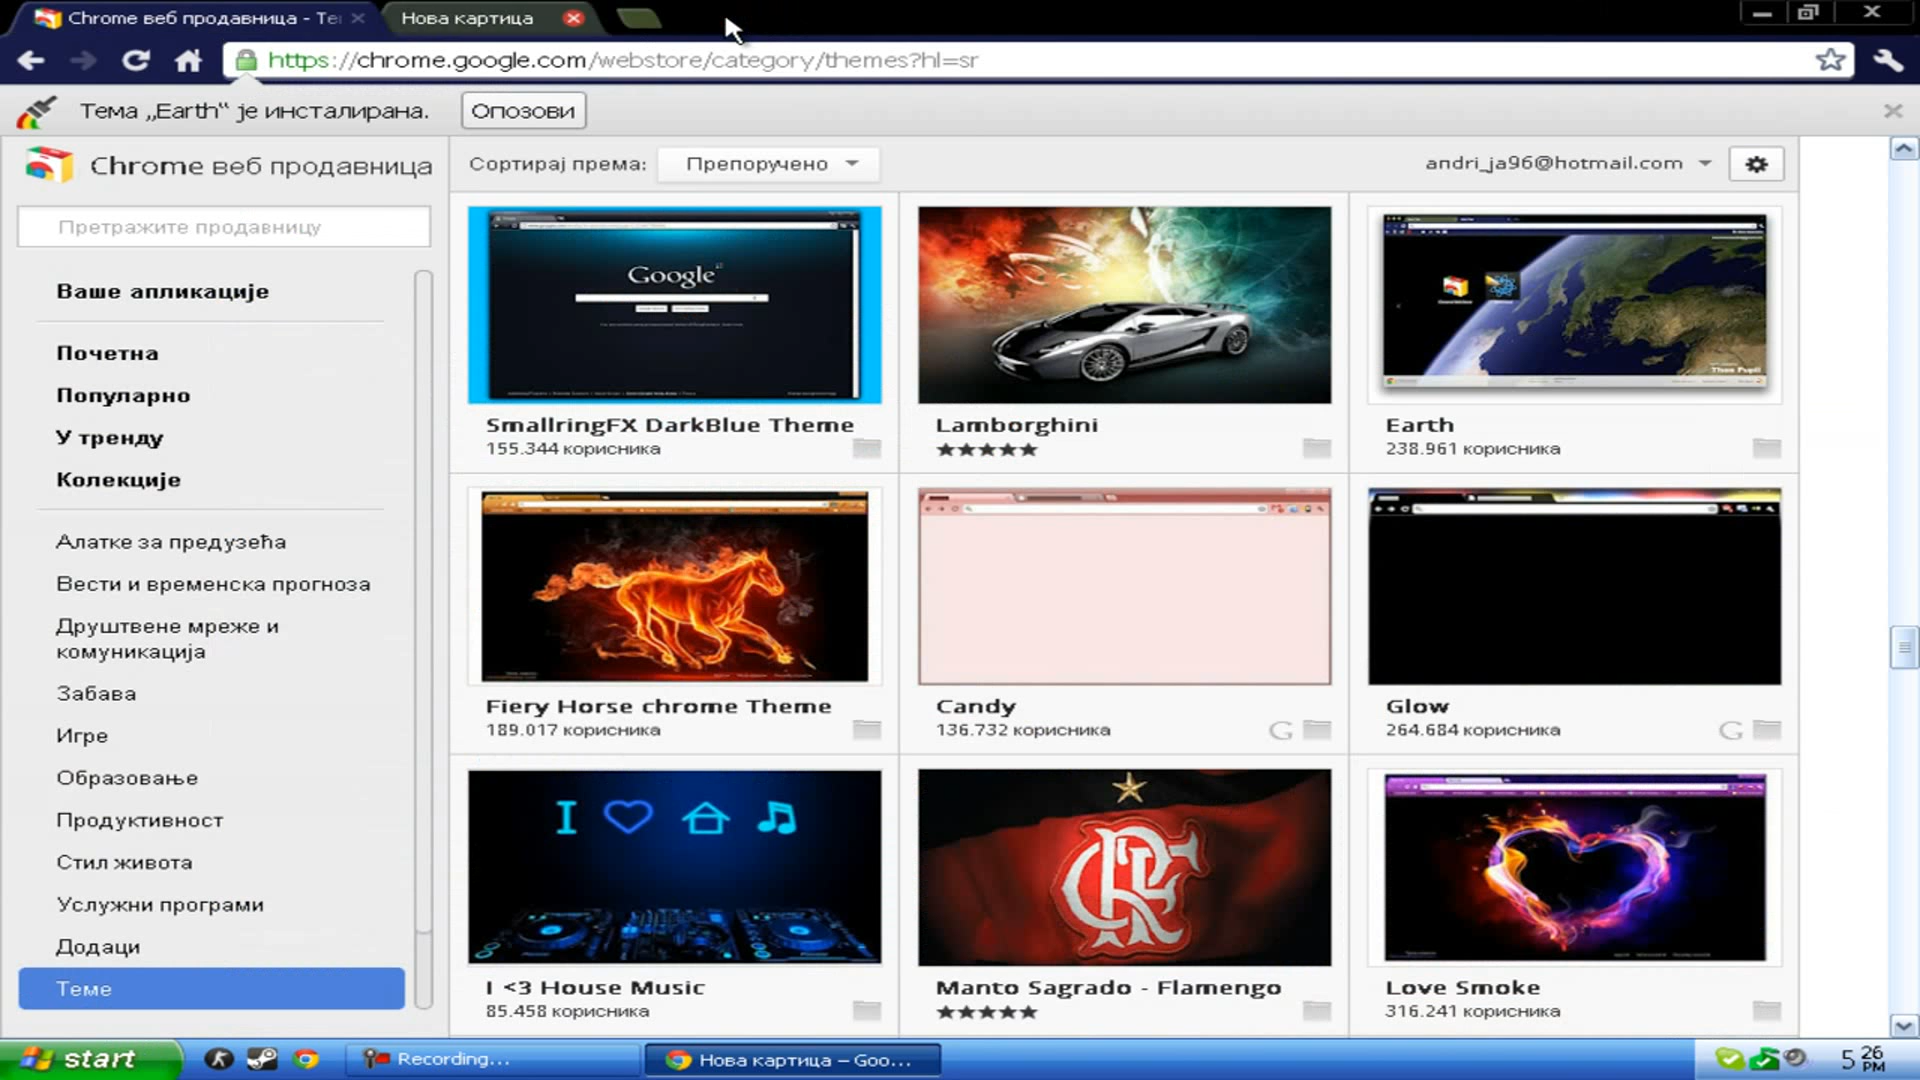 Chrome веб продавница - Те
Нова картица
https://chrome.google.com/webstore/category/themes?hl=sr
Тема „Earth“ је инсталирана.
Опозови
Chrome веб продавница
Сортирај према:
Препоручено
andri_ja96@hotmail.com
Претражите продавницу
Ваше апликације
Почетна
Популарно
У тренду
Колекције
Алатке за предузећа
Вести и временска прогноза
Друштвене мреже и
комуникација
Забава
Игре
Образовање
Продуктивност
Стил живота
Услужни програми
Додаци
Теме
Google
SmallringFX DarkBlue Theme
155.344 корисника
Lamborghini
Earth
238.961 корисника
Fiery Horse chrome Theme
189.017 корисника
Candy
136.732 корисника
G
Glow
264.684 корисника
G
I
I <3 House Music
85.458 корисника
Manto Sagrado - Flamengo
Love Smoke
316.241 корисника
start
Recording...
Нова картица – Goo...
5 26
PM